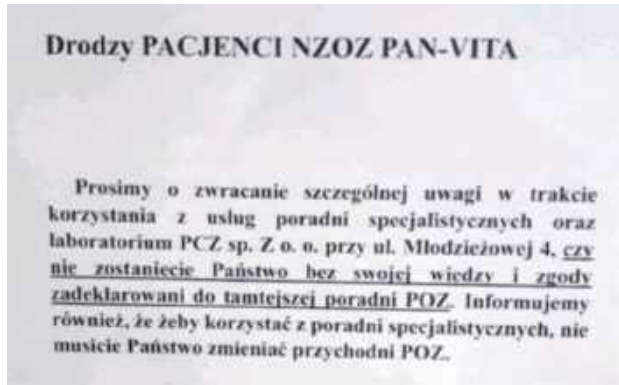 Drodzy PACJENCI NZOZ PAN-VITA
Prosimy o zwracanie szczególnej uwagi w trakcie
korzystania z usług poradni specjalistycznych oraz
laboratorium PCZ sp. Z o. o. przy ul. Młodzieżowej 4, czy
nie zostaniecie Państwo bez swojej wiedzy i zgody
zadeklarowani do tamtejszej poradni POZ. Informujemy
również, że żeby korzystać z poradni specjalistycznych, nie
musicie Państwo zmieniać przychodni POZ.